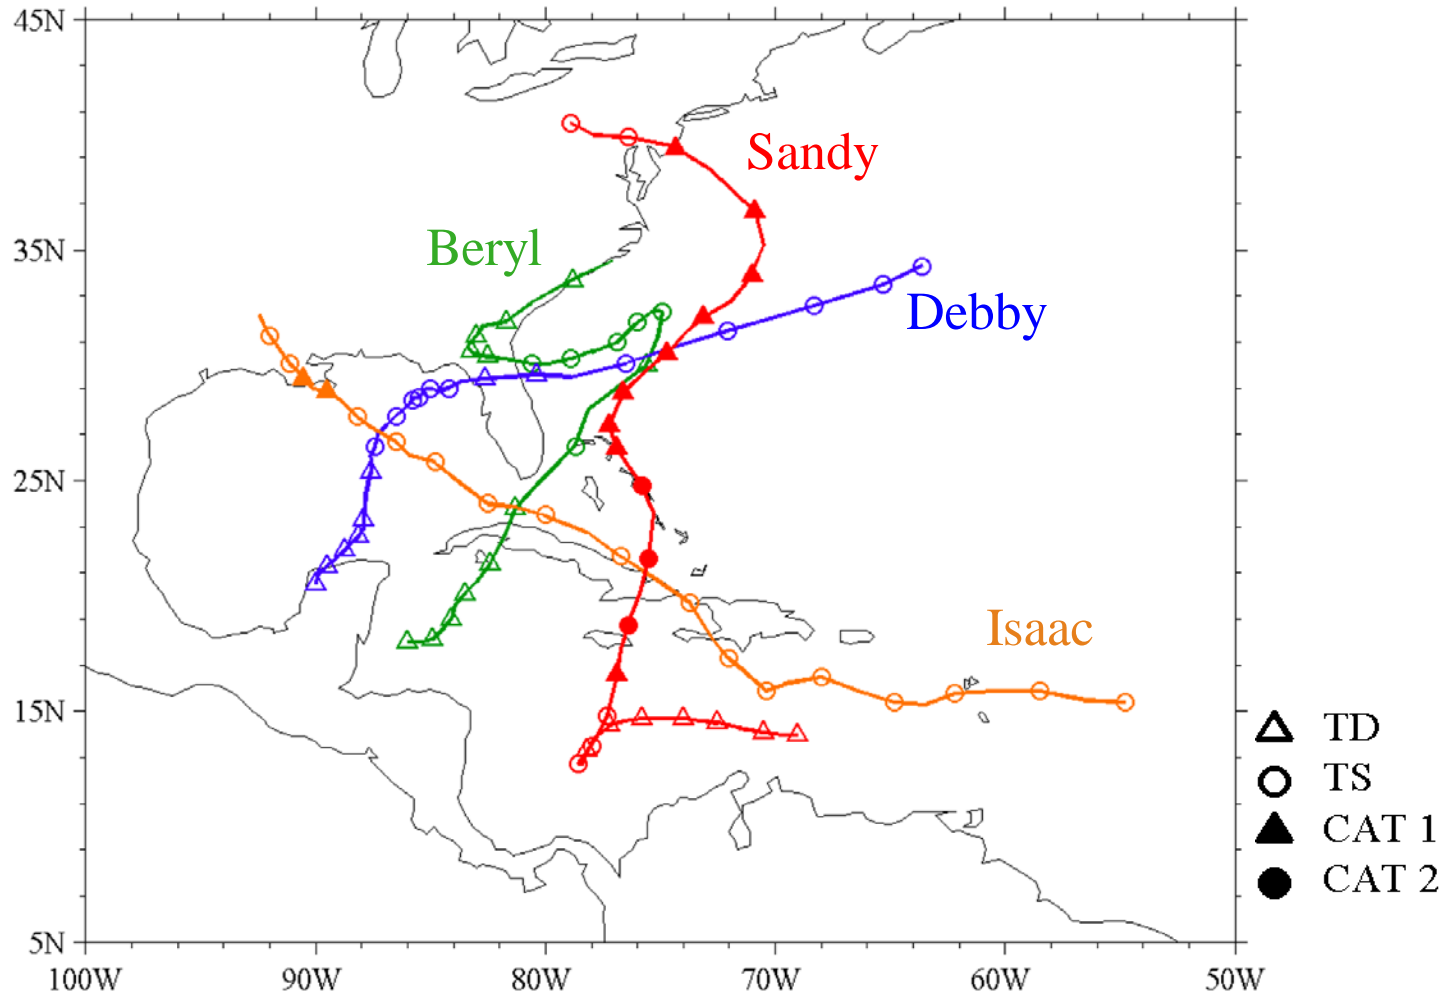 45N
Sandy
Beryl
35N
Debby
25N
Isaac
15N
TD
TS
CAT 1
CAT 2
5N
100W 90W 80W 70W 60W 50W